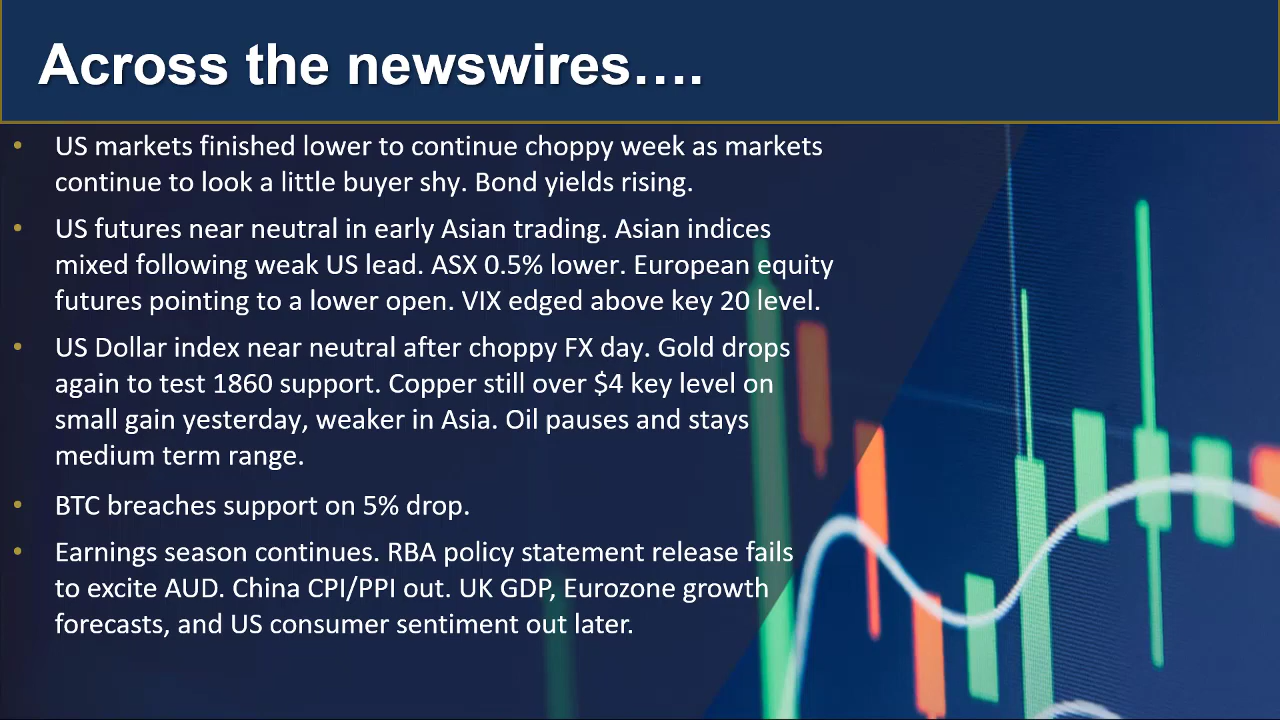 Across the newswires….
• US markets finished lower to continue choppy week as markets
continue to look a little buyer shy. Bond yields rising.
• US futures near neutral in early Asian trading. Asian indices
mixed following weak US lead. ASX 0.5% lower. European equity
futures pointing to a lower open. VIX edged above key 20 level.
• US Dollar index near neutral after choppy FX day. Gold drops
again to test 1860 support. Copper still over $4 key level on
small gain yesterday, weaker in Asia. Oil pauses and stays
medium term range.
• BTC breaches support on 5% drop.
• Earnings season continues. RBA policy statement release fails
to excite AUD. China CPI/PPI out. UK GDP, Eurozone growth
forecasts, and US consumer sentiment out later.